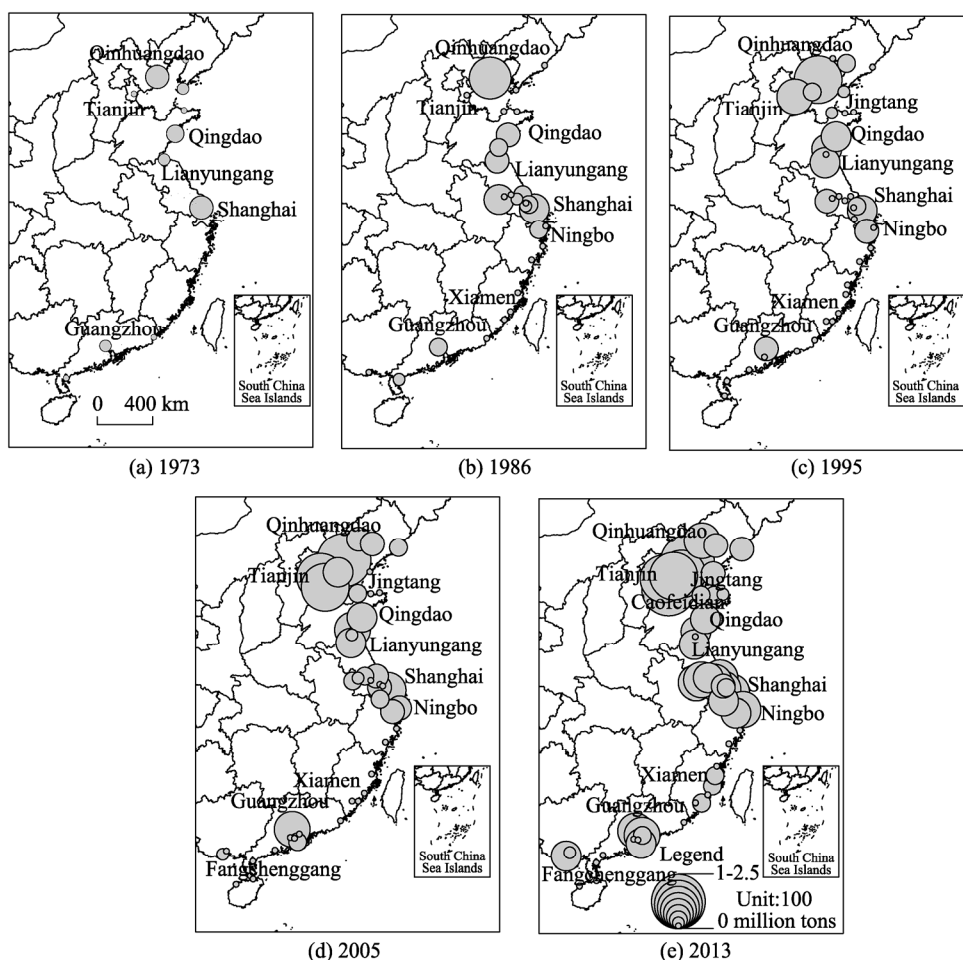 Qinhuangdao
Tianjin
Qingdao
Lianyungang
Shanghai
Guangzhou
0 400 km
South China
Sea Islands
(a) 1973
Qinhuangdao
Tianjin
Qingdao
Lianyungang
Shanghai
Ningbo
Xiamen
Guangzhou
South China
Sea Islands
(b) 1986
Qinhuangdao
Tianjin
Jingtang
Qingdao
Lianyungang
Shanghai
Ningbo
Xiamen
Guangzhou
South China
Sea Islands
(c) 1995
Qinhuangdao
Tianjin
Jingtang
Qingdao
Lianyungang
Shanghai
Ningbo
Xiamen
Guangzhou
Fangchenggang
South China
Sea Islands
(d) 2005
Qinhuangdao
Tianjin
Jingtang
Caofeidian
Qingdao
Lianyungang
Shanghai
Ningbo
Xiamen
Guangzhou
Fangchenggang
South China
Sea Islands
Legend
1-2.5
Unit:100
0 million tons
(e) 2013